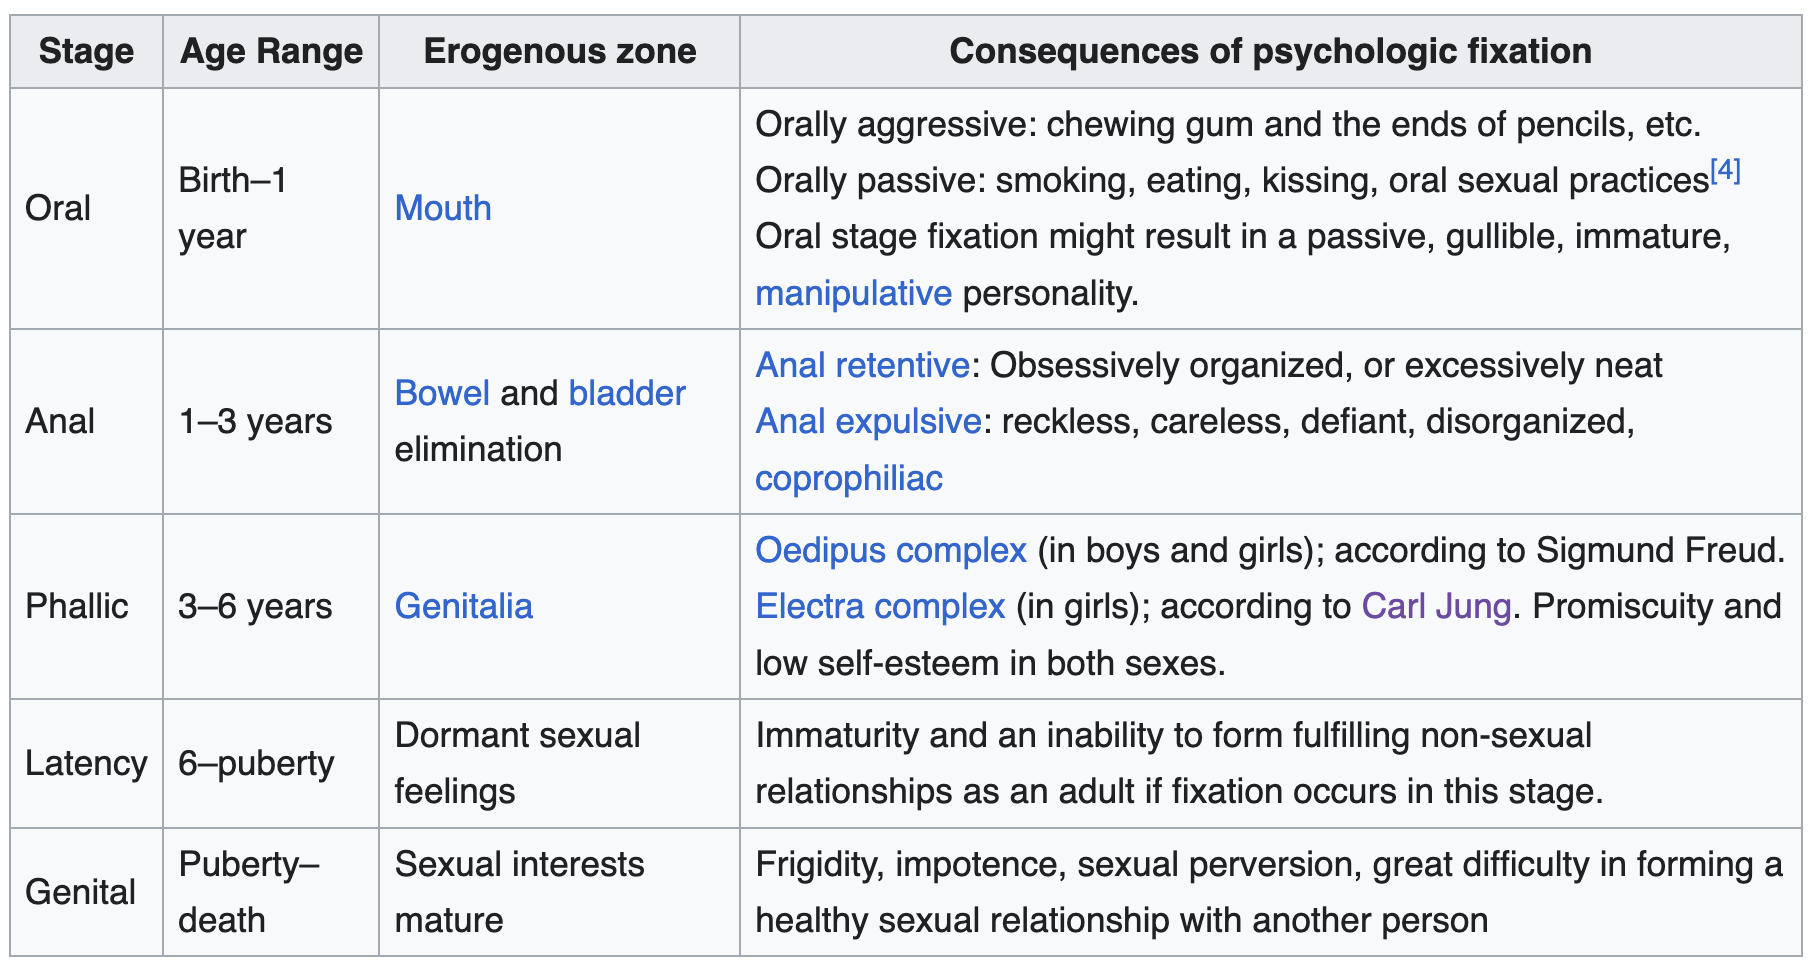 Stage Age Range Erogenous zone Consequences of psychologic fixation
Oral
Birth–1
year
Mouth
Orally aggressive: chewing gum and the ends of pencils, etc.
Orally passive: smoking, eating, kissing, oral sexual practices[4]
Oral stage fixation might result in a passive, gullible, immature,
manipulative personality.
Anal
1–3 years
Bowel and bladder
elimination
Anal retentive: Obsessively organized, or excessively neat
Anal expulsive: reckless, careless, defiant, disorganized,
coprophiliac
Phallic
3–6 years
Genitalia
Oedipus complex (in boys and girls); according to Sigmund Freud.
Electra complex (in girls); according to Carl Jung. Promiscuity and
low self-esteem in both sexes.
Latency
6–puberty
Dormant sexual
feelings
Immaturity and an inability to form fulfilling non-sexual
relationships as an adult if fixation occurs in this stage.
Genital
Puberty–
death
Sexual interests
mature
Frigidity, impotence, sexual perversion, great difficulty in forming a
healthy sexual relationship with another person